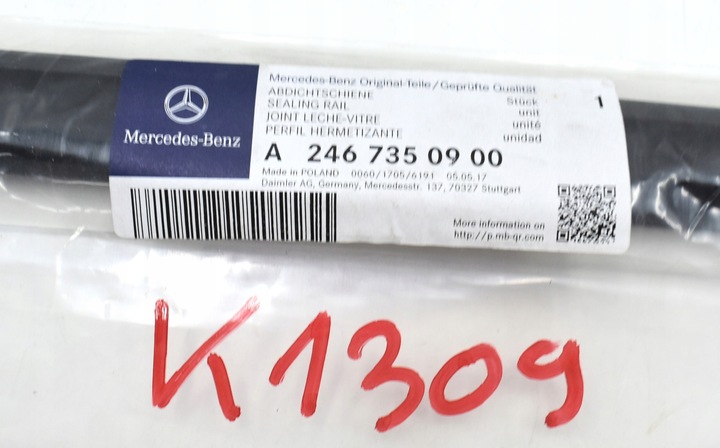 Mercedes-Benz
Mercedes-Benz Original-Teile/Geprüfte Qualität
ABDICHTSCHIENE Stück 1
SEALING RAIL unit
JOINT LECHE-VITRE unité
PERFIL HERMETIZANTE unidad
A 246 735 09 00
Made in POLAND 0060/1705/6191 05.05.17
Daimler AG, Germany, Mercedesstr. 137, 70327 Stuttgart
More information on
http://p.mb-qr.com
K1309